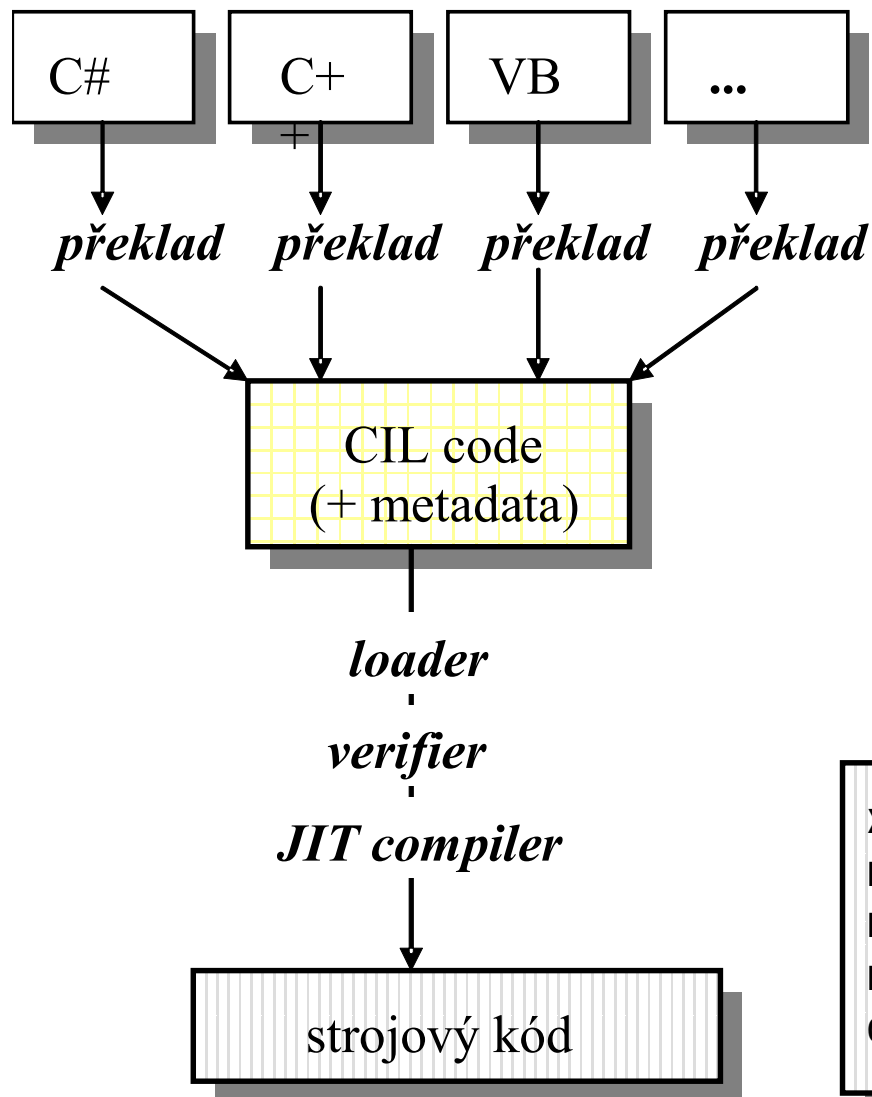 C# C+ VB ...
+
překlad překlad překlad překlad
CIL code
(+ metadata)
loader
verifier
JIT compiler
strojový kód